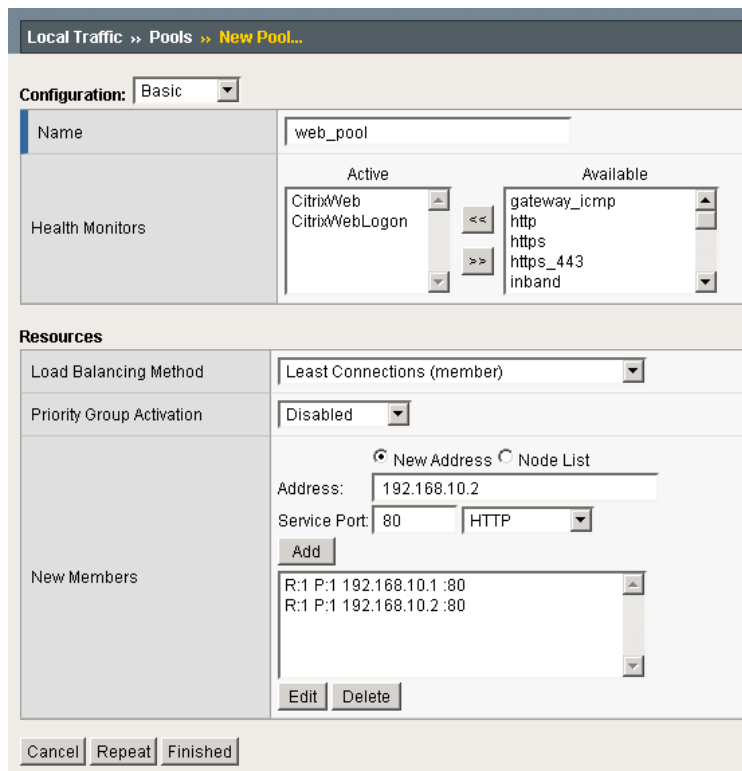 Local Traffic » Pools » New Pool...
Configuration: Basic
Name web_pool
Active Available
Health Monitors
CitrixWeb
CitrixWebLogon
<<
>>
gateway_icmp
http
https
https_443
inband
Resources
Load Balancing Method Least Connections (member)
Priority Group Activation Disabled
New Members
New Address Node List
Address: 192.168.10.2
Service Port: 80 HTTP
Add
R:1 P:1 192.168.10.1 :80
R:1 P:1 192.168.10.2 :80
Edit Delete
Cancel Repeat Finished